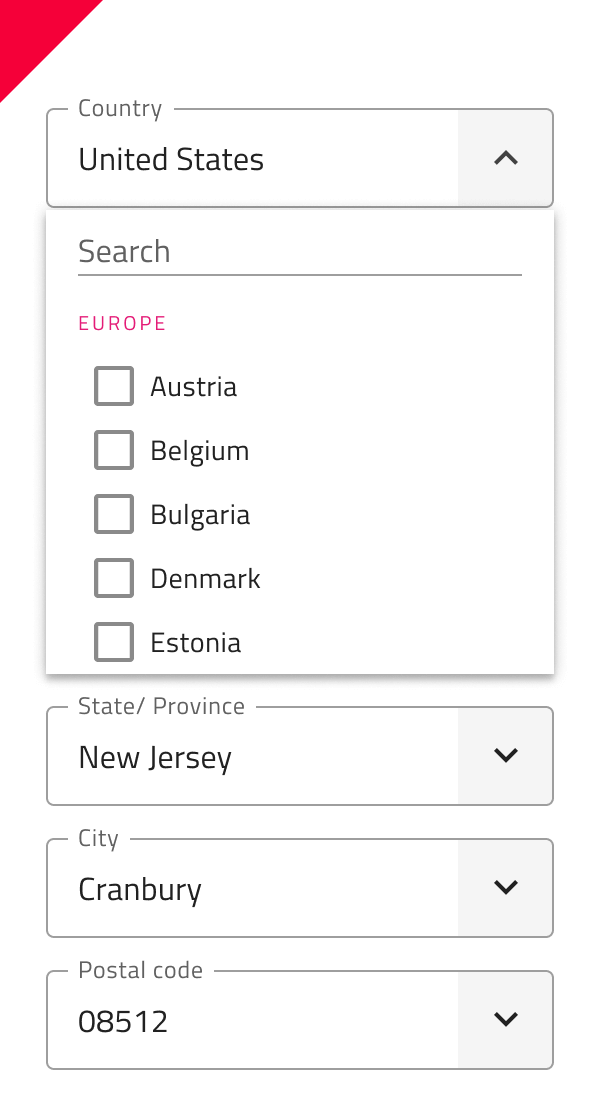 Country
United States
Search
EUROPE
Austria
Belgium
Bulgaria
Denmark
Estonia
State/ Province
New Jersey
City
Cranbury
Postal code
08512